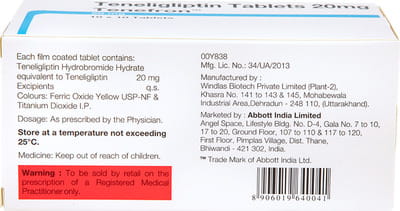 Teneligliptin Tablets 20mg
Tenefron™
10 x 10 Tablets
Each film coated tablet contains:
Teneligliptin Hydrobromide Hydrate
equivalent to Teneligliptin 20 mg
Excipients q.s.
Colours: Ferric Oxide Yellow USP-NF &
Titanium Dioxide I.P.
Dosage: As prescribed by the Physician.
Store at a temperature not exceeding
25°C.
Medicine: Keep out of reach of children.
Warning : To be sold by retail on the
prescription of a Registered Medical
Practitioner only.
00Y838
Mfg. Lic. No.: 34/UA/2013
Manufactured by :
Windlas Biotech Private Limited (Plant-2),
Khasra No. 141 to 143 & 145, Mohabewala
Industrial Area,Dehradun - 248 110, (Uttarakhand).
Marketed by : Abbott India Limited
Angel Space, Lifestyle Bldg. No. D-4, Gala No. 7 to 10,
17 to 20, Ground Floor, 107 to 110 & 117 to 120,
First Floor, Pimplas Village, Dist. Thane,
Bhiwandi - 421 302, India.
™ Trade Mark of Abbott India Ltd.
8 906019 640041